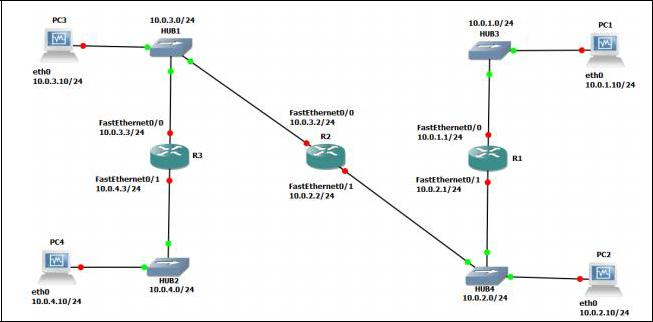 PC3
10.0.3.0/24
HUB1
eth0
10.0.3.10/24
10.0.1.0/24
HUB3
PC1
eth0
10.0.1.10/24
FastEthernet0/0
10.0.3.3/24
R3
FastEthernet0/1
10.0.4.3/24
FastEthernet0/0
10.0.3.2/24
R2
FastEthernet0/1
10.0.2.2/24
FastEthernet0/0
10.0.1.1/24
R1
FastEthernet0/1
10.0.2.1/24
PC4
eth0
10.0.4.10/24
HUB2
10.0.4.0/24
HUB4
10.0.2.0/24
PC2
eth0
10.0.2.10/24